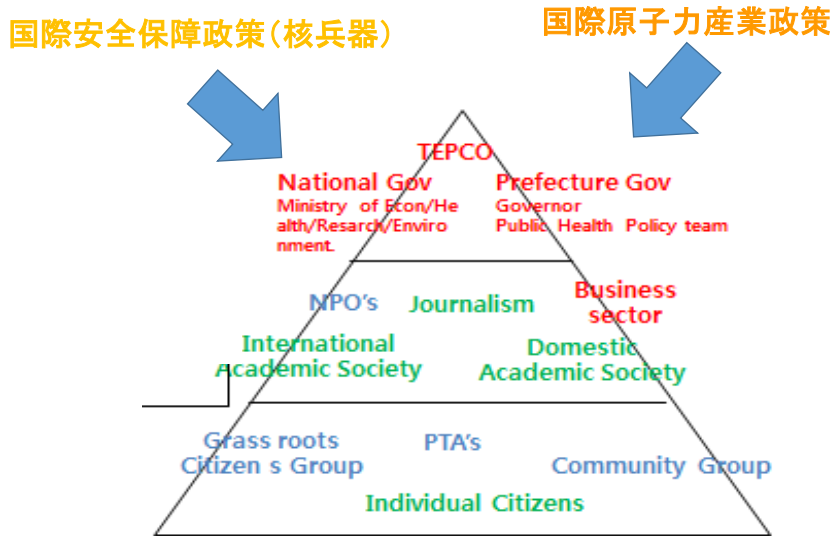 国際安全保障政策(核兵器)
国際原子力産業政策
TEPCO
National Gov
Ministry of Econ/He
alth/Resarch/Enviro
nment.
Prefecture Gov
Governor
Public Health Policy team
NPO's
Journalism
Business
sector
International
Academic Society
Domestic
Academic Society
Grass roots
Citizen s Group
PTA's
Community Group
Individual Citizens